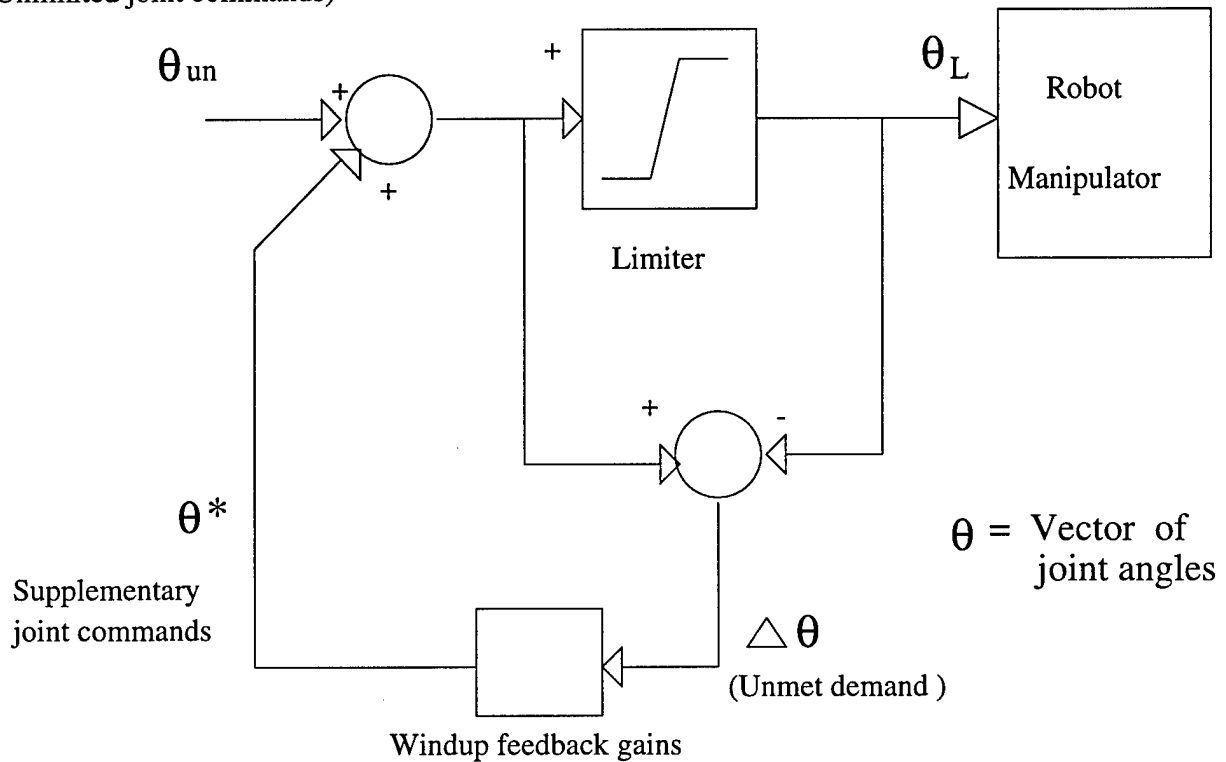 joint commands)
θun
+
+
+
Limiter
θL
Robot
Manipulator
+
-
θ*
Supplementary
joint commands
Windup feedback gains
△ θ
(Unmet demand )
θ = Vector of
joint angles